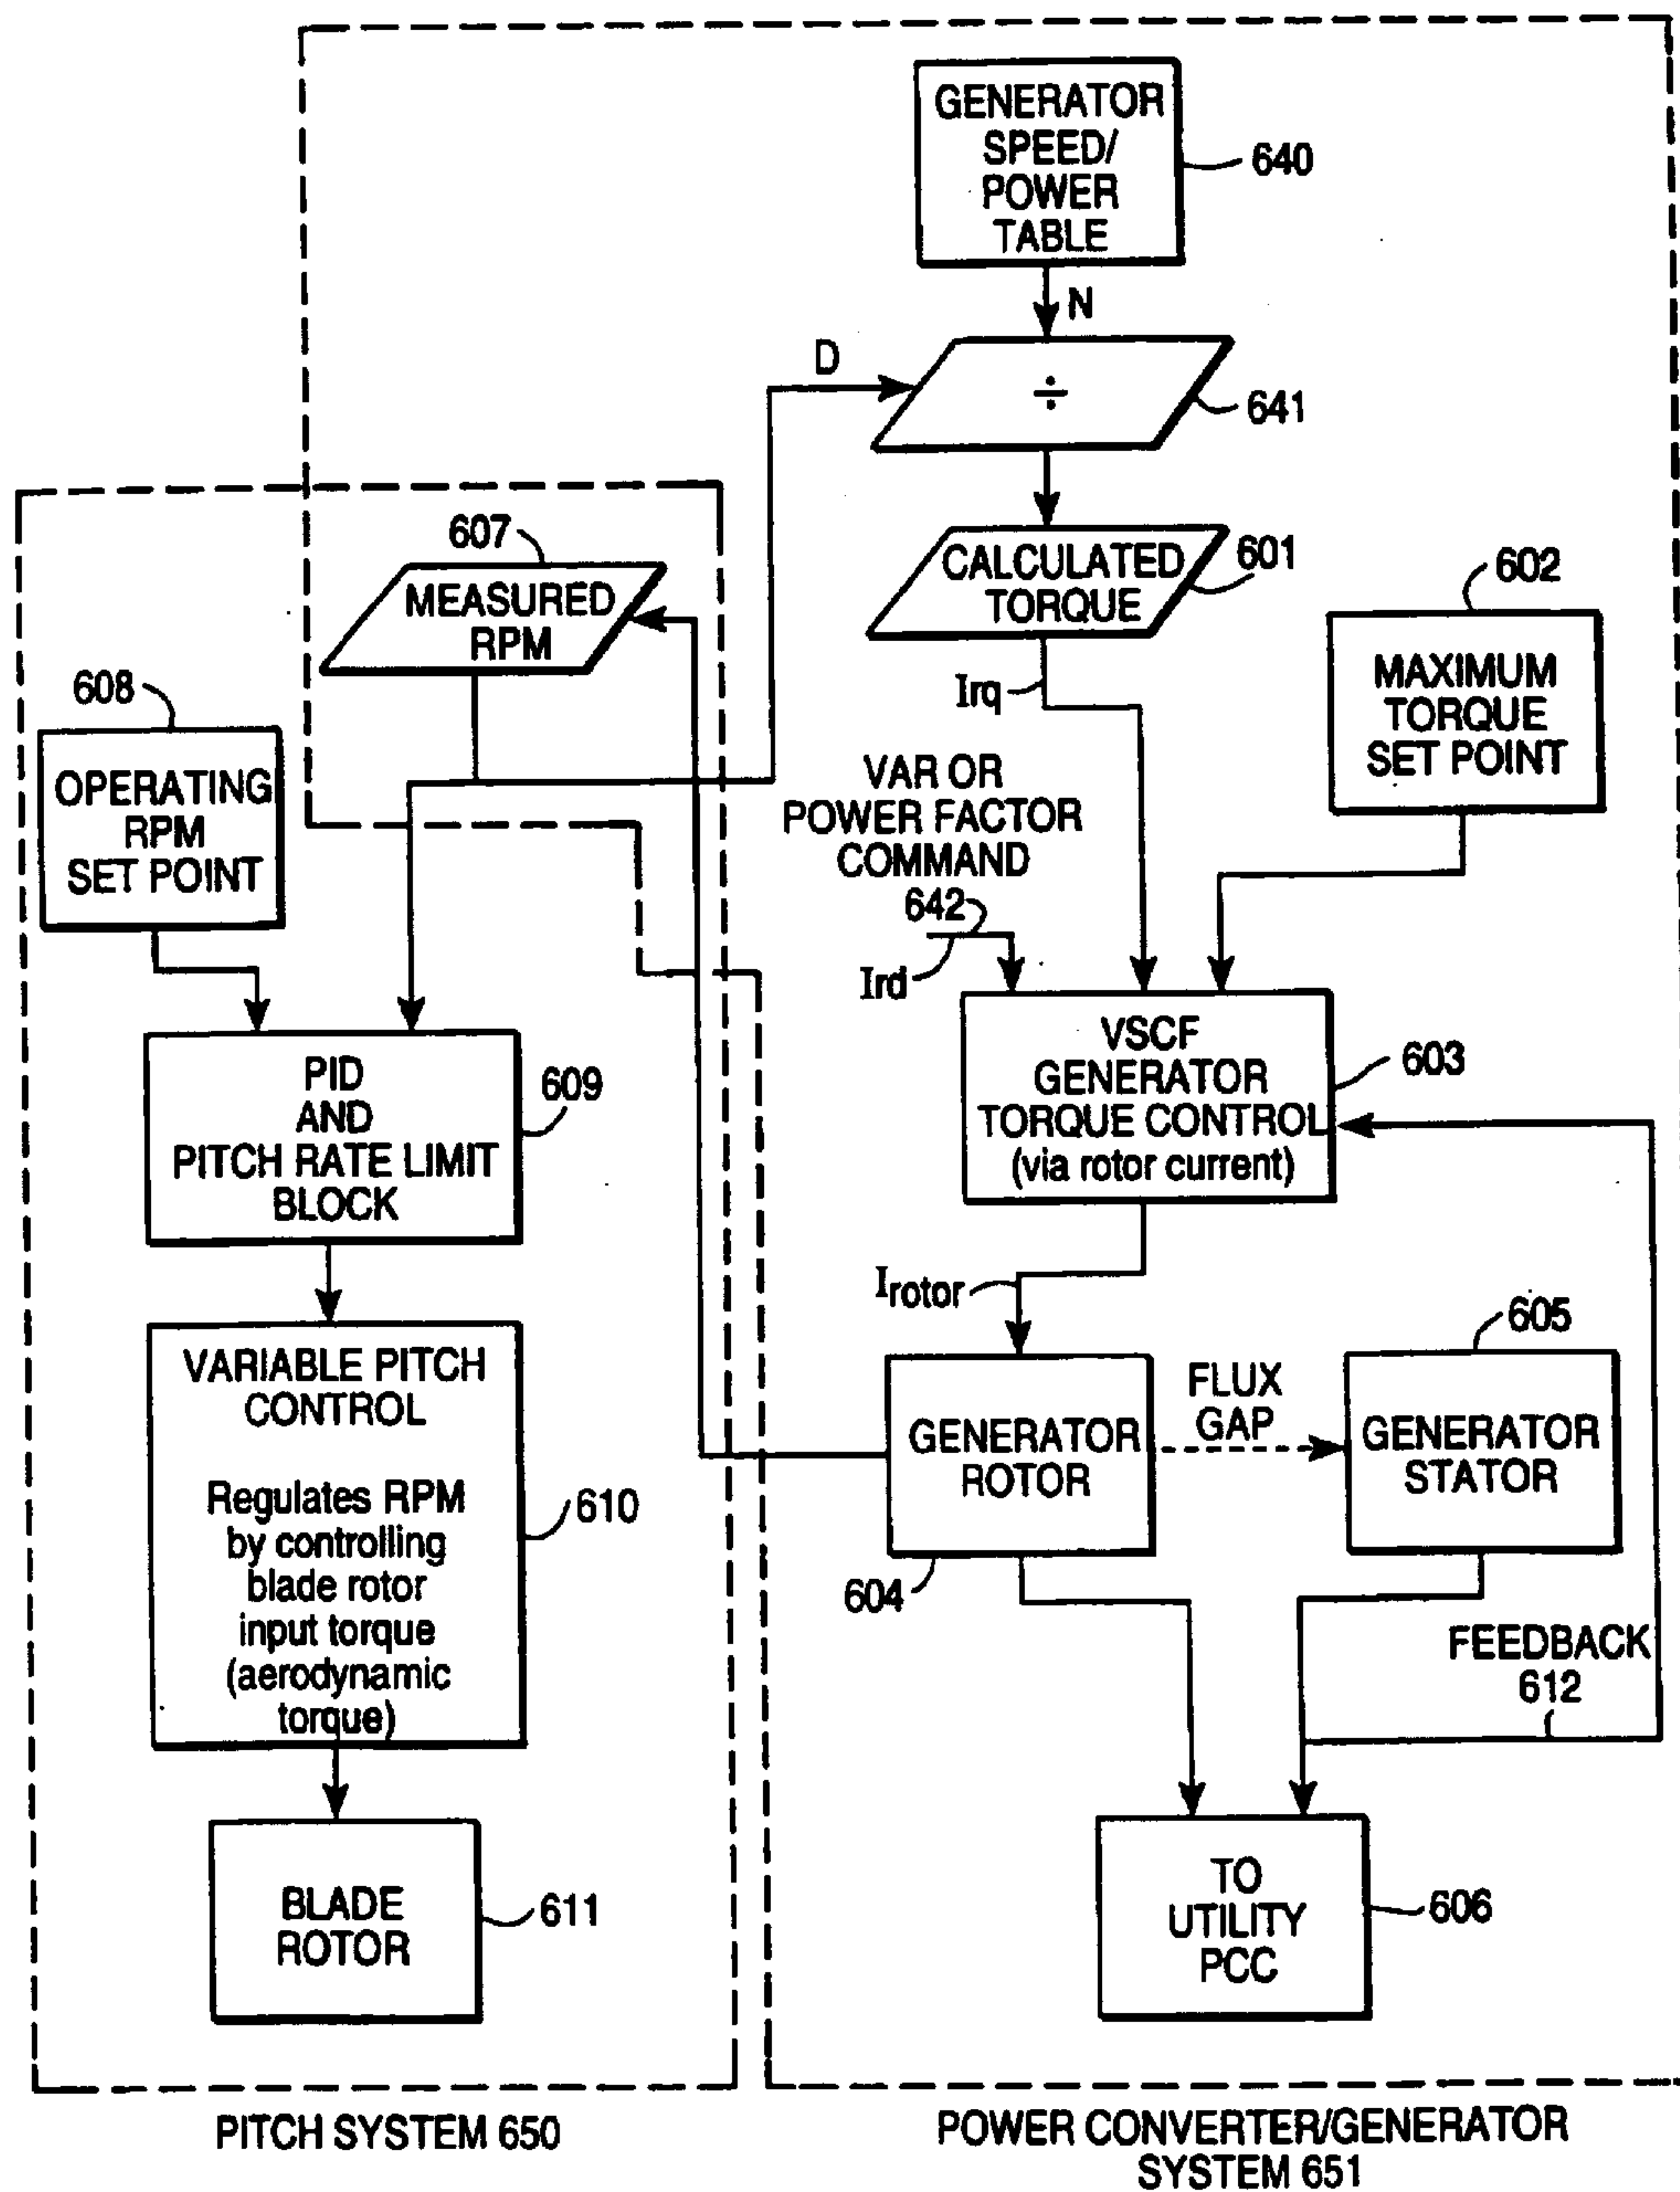 GENERATOR
SPEED/
POWER
TABLE
640
N
D
÷
641
607
MEASURED
RPM
CALCULATED
TORQUE
601
602
MAXIMUM
TORQUE
SET POINT
608
OPERATING
RPM
SET POINT
Irq
VAR OR
POWER FACTOR
COMMAND
642
Ird
PID
AND
PITCH RATE LIMIT
BLOCK
609
VSCF
GENERATOR
TORQUE CONTROL
(via rotor current)
603
Irotor
VARIABLE PITCH
CONTROL
Regulates RPM
by controlling
blade rotor
input torque
(aerodynamic
torque)
610
GENERATOR
ROTOR
604
FLUX
GAP
605
GENERATOR
STATOR
FEEDBACK
612
BLADE
ROTOR
611
TO
UTILITY
PCC
606
PITCH SYSTEM 650
POWER CONVERTER/GENERATOR
SYSTEM 651